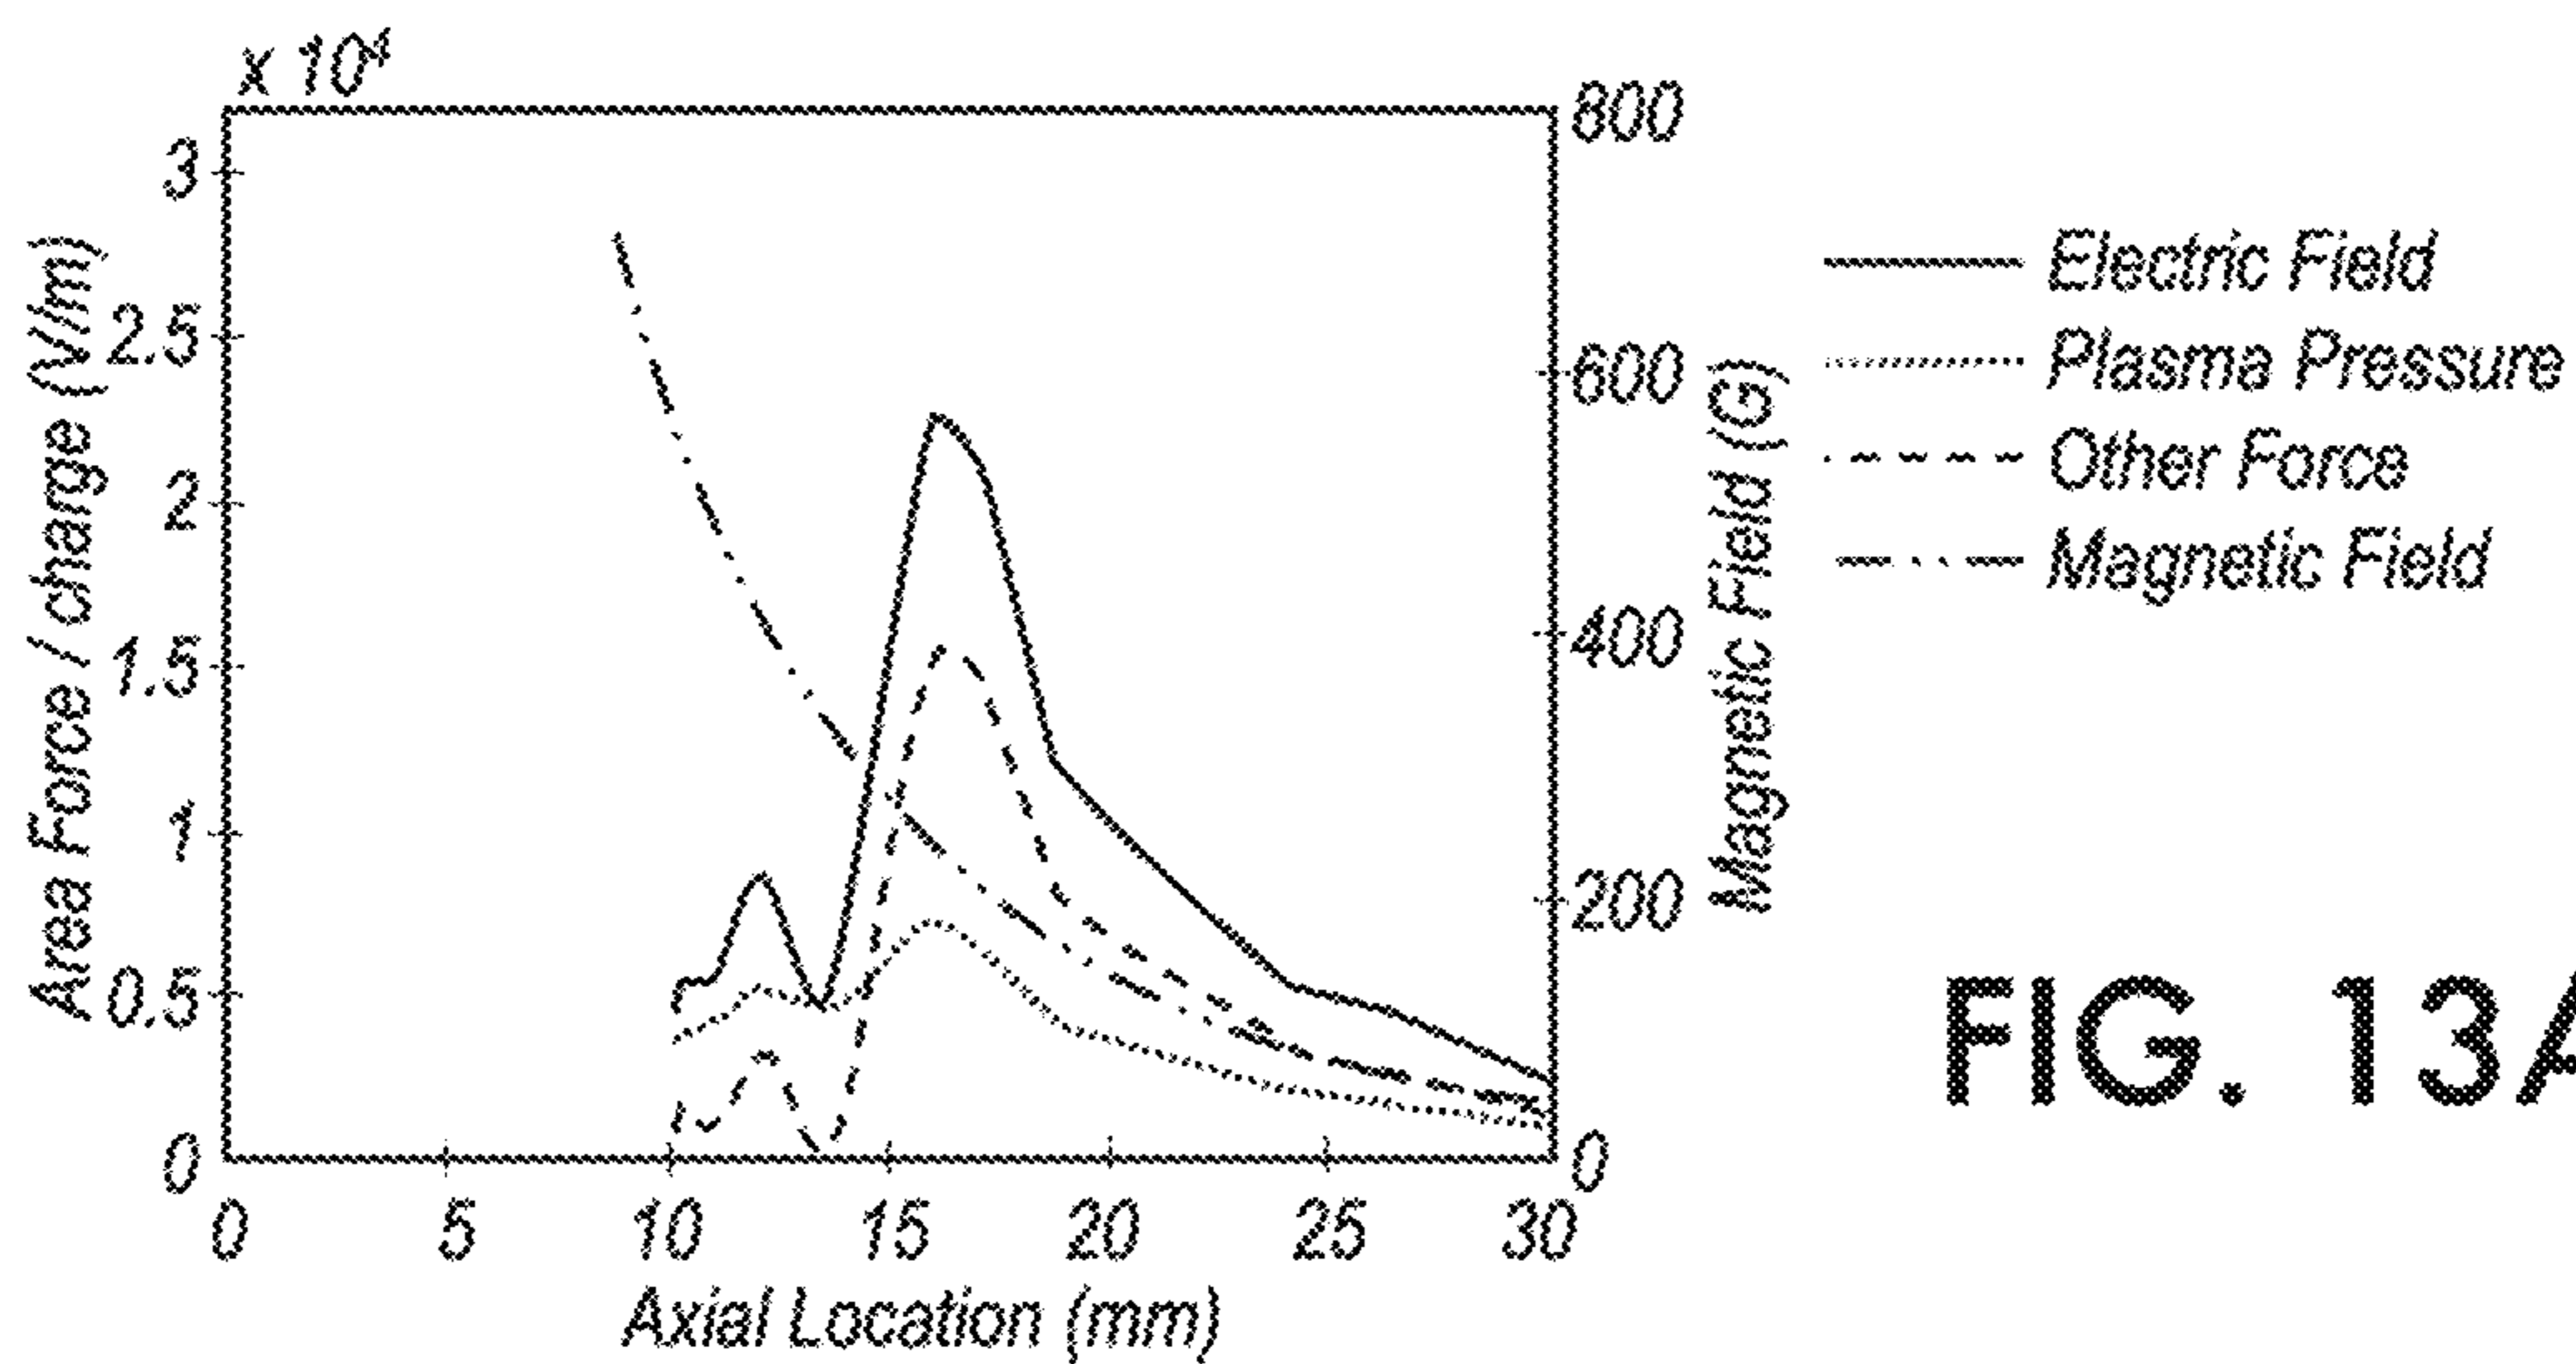 x 10⁴
3
2.5
2
1.5
1
0.5
0
Area Force / charge (V/m)
0 5 10 15 20 25 30
Axial Location (mm)
800
600
400
200
0
Magnetic Field (G)
Electric Field
Plasma Pressure
Other Force
Magnetic Field
FIG. 13A